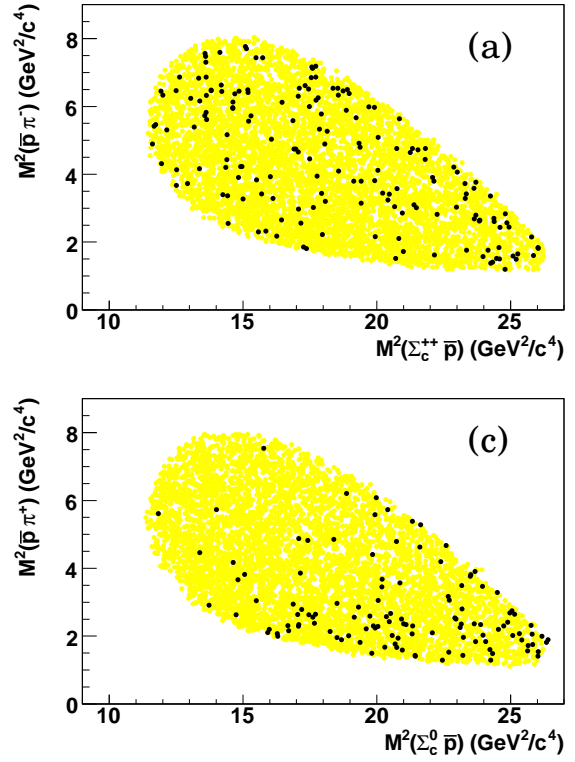 (a)
M²(p̅ π⁻) (GeV²/c⁴)
8
6
4
2
0
10 15 20 25
M²(Σc⁺⁺ p̅) (GeV²/c⁴)
(c)
M²(p̅ π⁺) (GeV²/c⁴)
8
6
4
2
0
10 15 20 25
M²(Σc⁰ p̅) (GeV²/c⁴)